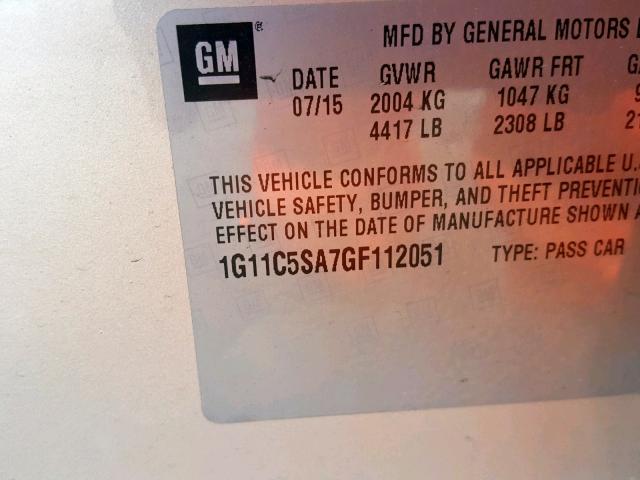 GM
MFD BY GENERAL MOTORS
DATE GVWR GAWR FRT
07/15 2004 KG 1047 KG
4417 LB 2308 LB
THIS VEHICLE CONFORMS TO ALL APPLICABLE U.S
VEHICLE SAFETY, BUMPER, AND THEFT PREVENTI
EFFECT ON THE DATE OF MANUFACTURE SHOWN A
1G11C5SA7GF112051 TYPE: PASS CAR